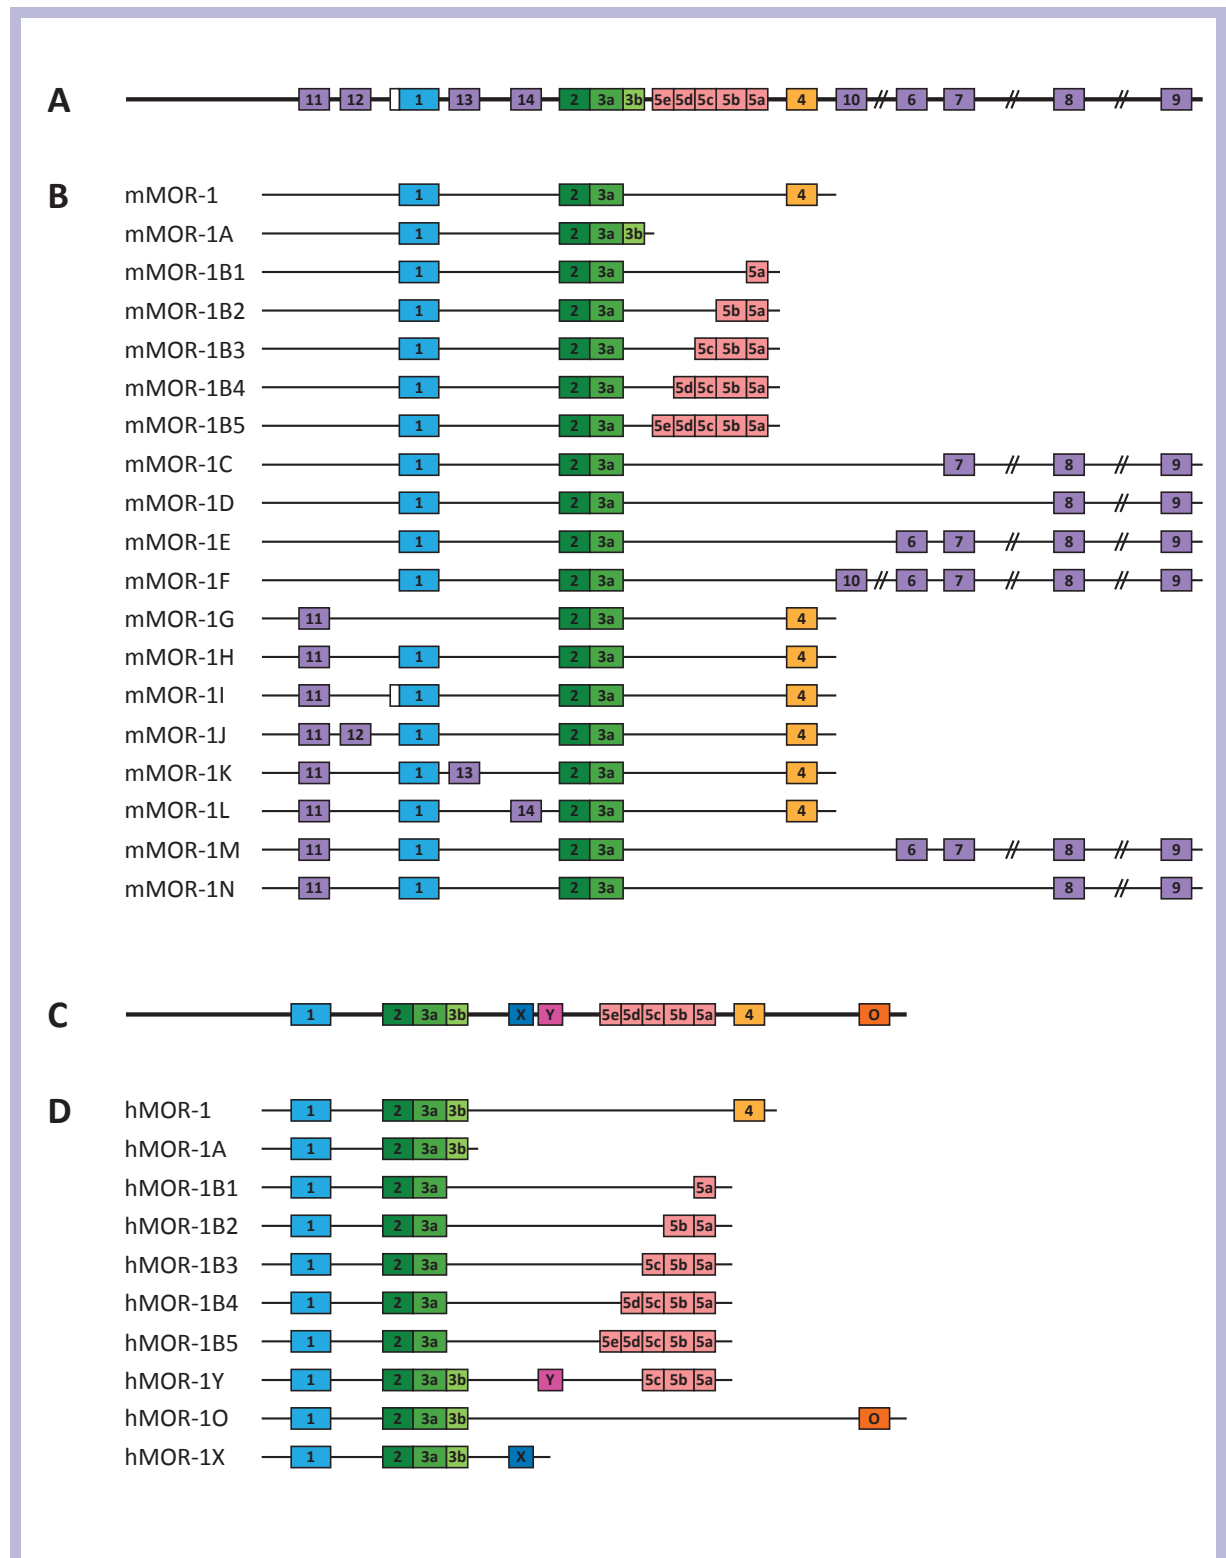 A 11 12 1 13 14 2 3a 3b 5e 5d 5c 5b 5a 4 10 6 7 8 9
B mMOR-1 1 2 3a 4
mMOR-1A 1 2 3a 3b
mMOR-1B1 1 2 3a 5a
mMOR-1B2 1 2 3a 5b 5a
mMOR-1B3 1 2 3a 5c 5b 5a
mMOR-1B4 1 2 3a 5d 5c 5b 5a
mMOR-1B5 1 2 3a 5e 5d 5c 5b 5a
mMOR-1C 1 2 3a 7 8 9
mMOR-1D 1 2 3a 8 9
mMOR-1E 1 2 3a 6 7 8 9
mMOR-1F 1 2 3a 10 6 7 8 9
mMOR-1G 11 2 3a 4
mMOR-1H 11 1 2 3a 4
mMOR-1I 11 1 2 3a 4
mMOR-1J 11 12 1 2 3a 4
mMOR-1K 11 1 13 2 3a 4
mMOR-1L 11 1 14 2 3a 4
mMOR-1M 11 1 2 3a 6 7 8 9
mMOR-1N 11 1 2 3a 8 9
C 1 2 3a 3b X Y 5e 5d 5c 5b 5a 4 O
D hMOR-1 1 2 3a 3b 4
hMOR-1A 1 2 3a 3b
hMOR-1B1 1 2 3a 5a
hMOR-1B2 1 2 3a 5b 5a
hMOR-1B3 1 2 3a 5c 5b 5a
hMOR-1B4 1 2 3a 5d 5c 5b 5a
hMOR-1B5 1 2 3a 5e 5d 5c 5b 5a
hMOR-1Y 1 2 3a 3b Y 5c 5b 5a
hMOR-1O 1 2 3a 3b O
hMOR-1X 1 2 3a 3b X